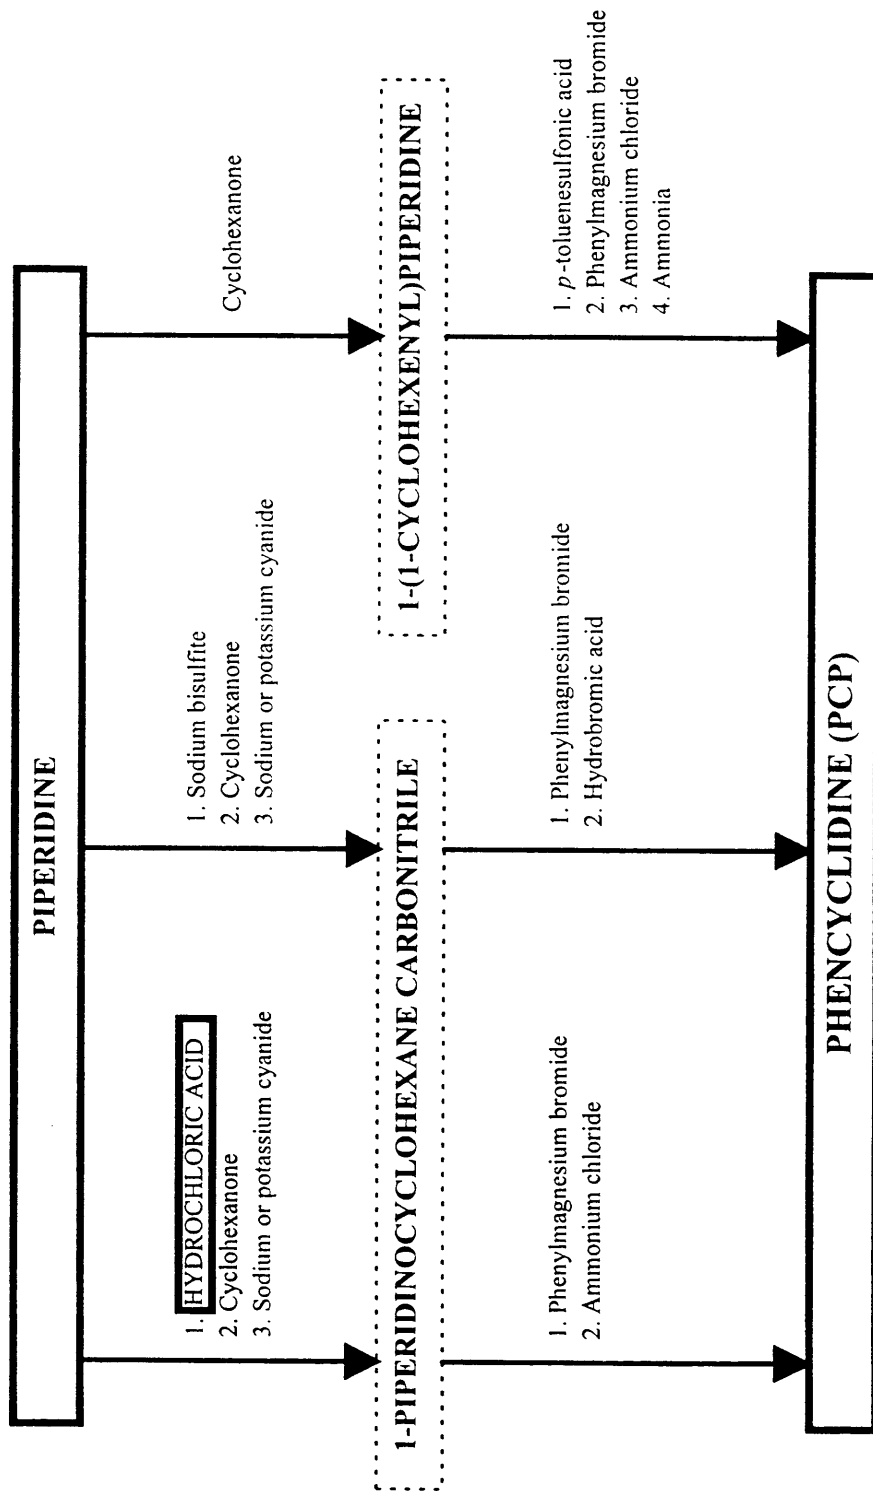 PIPERIDINE
1. HYDROCHLORIC ACID
2. Cyclohexanone
3. Sodium or potassium cyanide
1. Sodium bisulfite
2. Cyclohexanone
3. Sodium or potassium cyanide
Cyclohexanone
1-PIPERIDINOCYCLOHEXANE CARBONITRILE
1-(1-CYCLOHEXENYL)PIPERIDINE
1. Phenylmagnesium bromide
2. Ammonium chloride
1. Phenylmagnesium bromide
2. Hydrobromic acid
1. p-toluenesulfonic acid
2. Phenylmagnesium bromide
3. Ammonium chloride
4. Ammonia
PHENCYCLIDINE (PCP)